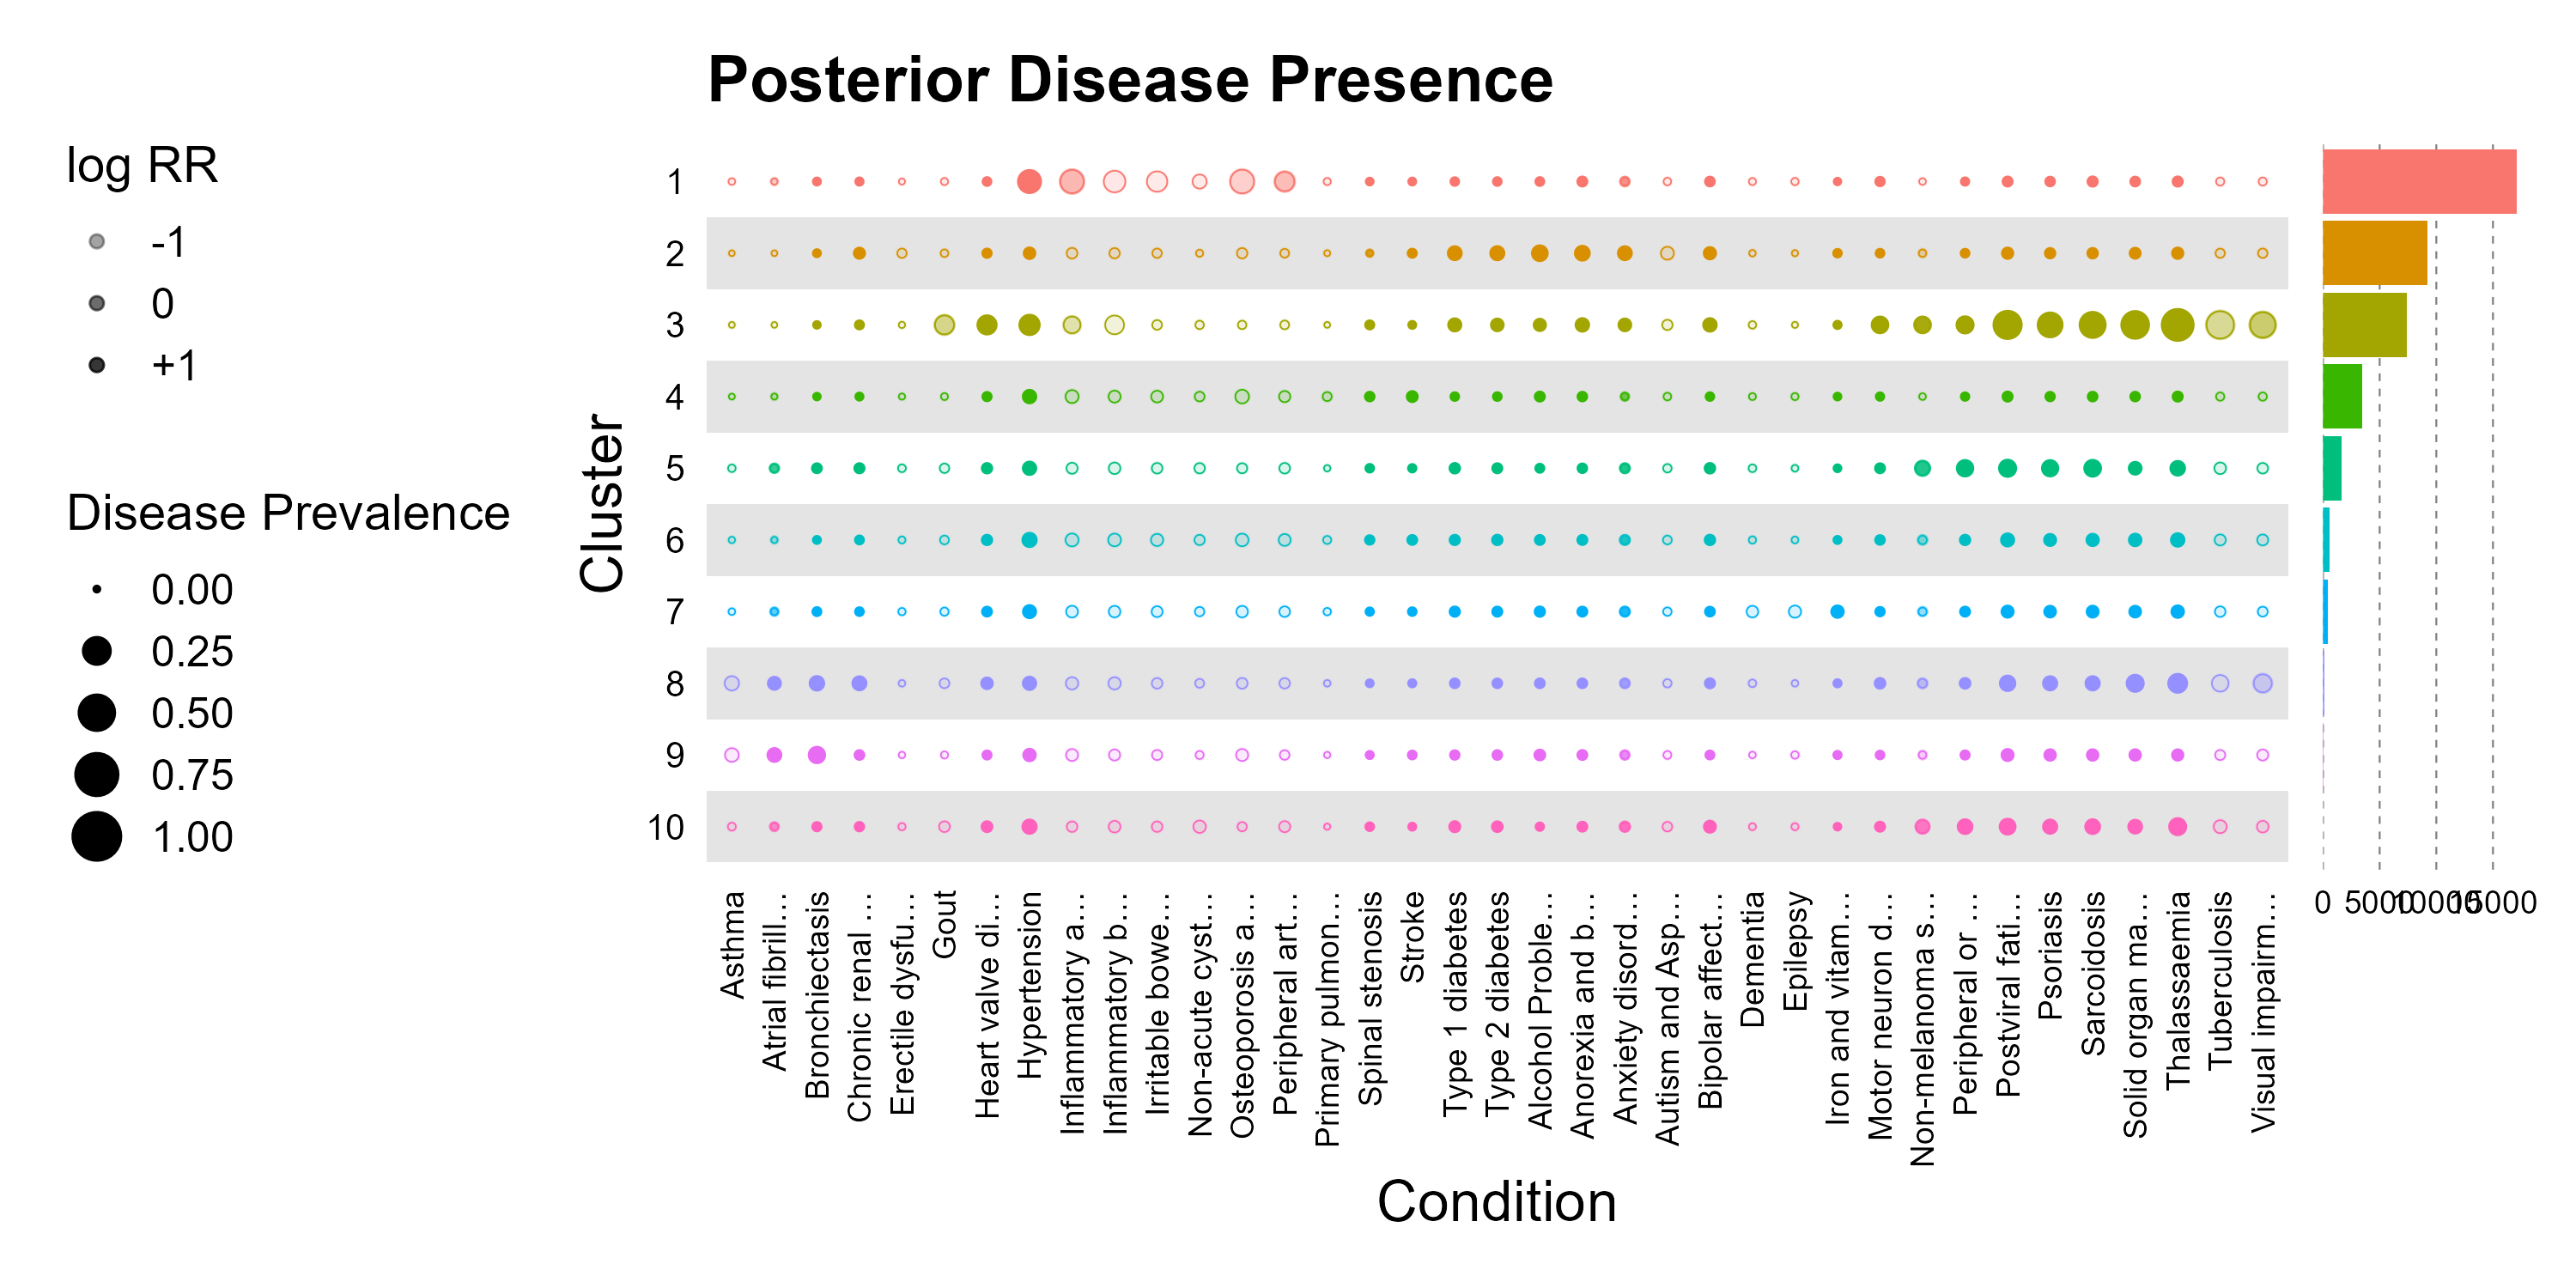 Posterior Disease Presence
log RR
-1
0
+1
Disease Prevalence
0.00
0.25
0.50
0.75
1.00
Cluster
1
2
3
4
5
6
7
8
9
10
Asthma
Atrial fibrill...
Bronchiectasis
Chronic renal ...
Erectile dysfu...
Gout
Heart valve di...
Hypertension
Inflammatory a...
Inflammatory b...
Irritable bowe...
Non-acute cyst...
Osteoporosis a...
Peripheral art...
Primary pulmon...
Spinal stenosis
Stroke
Type 1 diabetes
Type 2 diabetes
Alcohol Proble...
Anorexia and b...
Anxiety disord...
Autism and Asp...
Bipolar affect...
Dementia
Epilepsy
Iron and vitam...
Motor neuron d...
Non-melanoma s...
Peripheral or ...
Postviral fati...
Psoriasis
Sarcoidosis
Solid organ ma...
Thalassaemia
Tuberculosis
Visual impairm...
0 5000 10000 15000
Condition